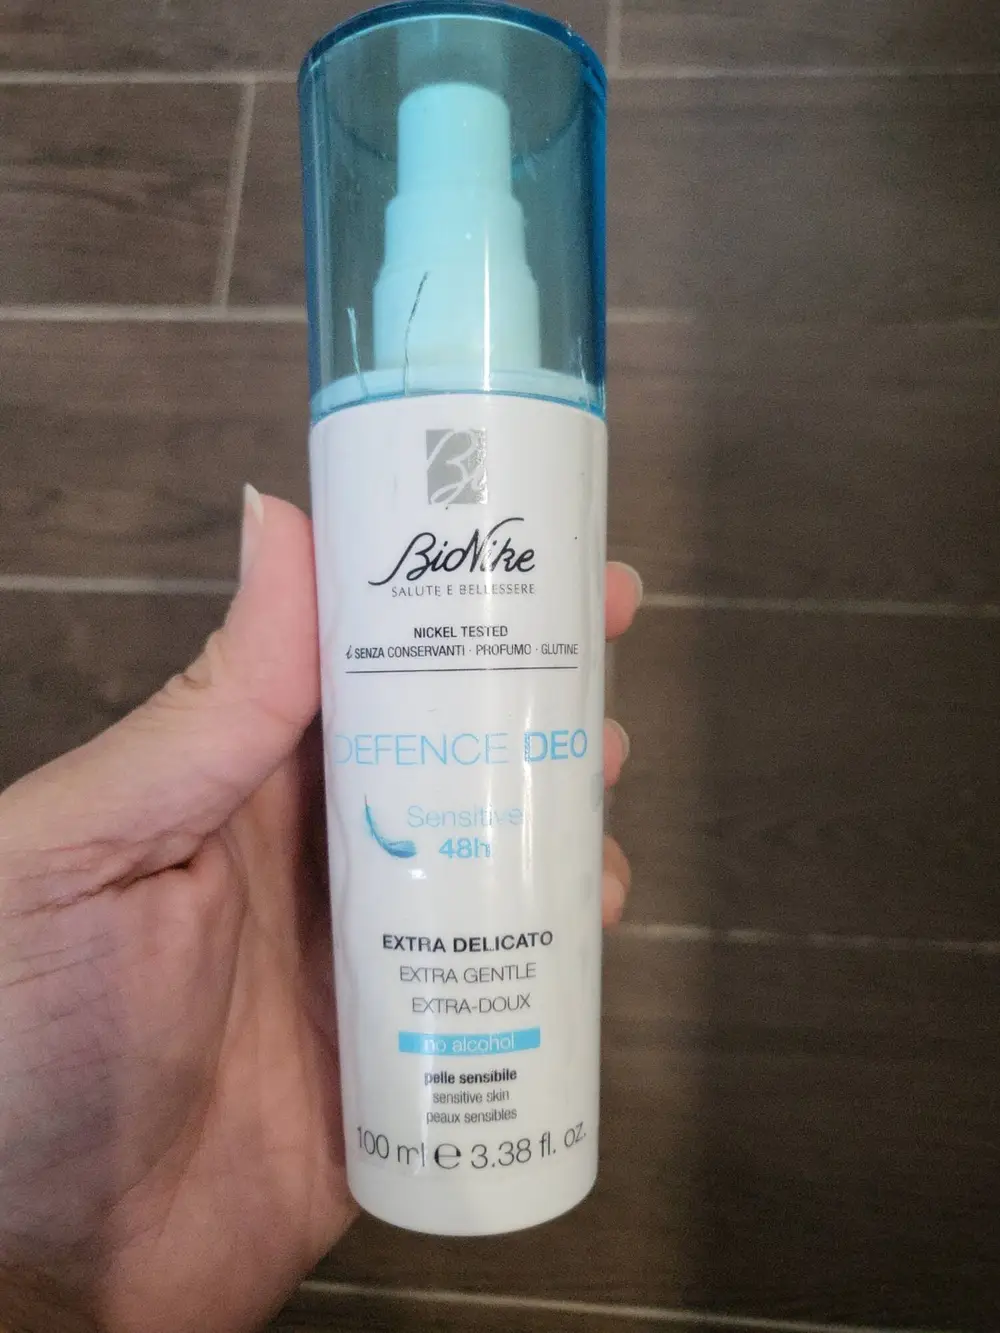 Bi
BioNike
SALUTE E BELLESSERE
NICKEL TESTED
i SENZA CONSERVANTI · PROFUMO · GLUTINE
DEFENCE DEO
Sensitive
48h
EXTRA DELICATO
EXTRA GENTLE
EXTRA-DOUX
no alcohol
pelle sensibile
sensitive skin
peaux sensibles
100 ml e 3.38 fl. oz.